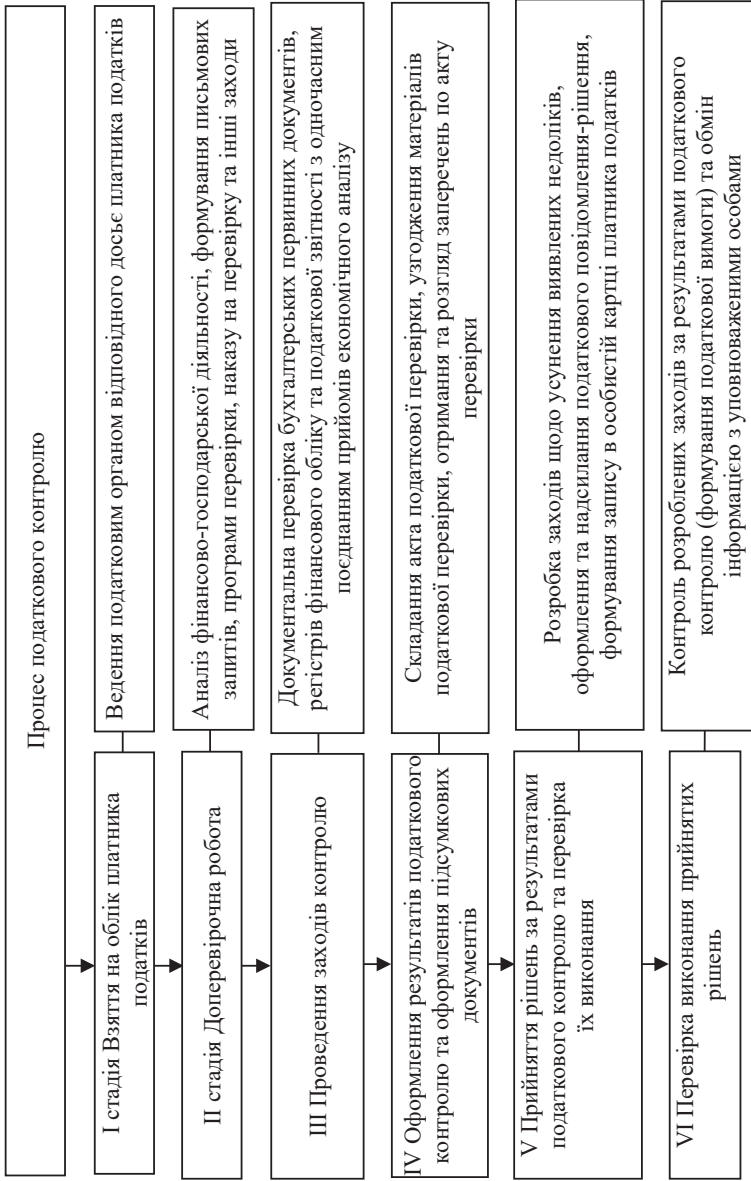 Процес податкового контролю
І стадія Взяття на облік платника
податків
Ведення податковим органом відповідного досьє платника податків
ІІ стадія Доперевірочна робота
Аналіз фінансово-господарської діяльності, формування письмових
запитів, програми перевірки, наказу на перевірку та інші заходи
ІІІ Проведення заходів контролю
Документальна перевірка бухгалтерських первинних документів,
регістрів фінансового обліку та податкової звітності з одночасним
поєднанням прийомів економічного аналізу
IV Оформлення результатів податкового
контролю та оформлення підсумкових
документів
Складання акта податкової перевірки, узгодження матеріалів
податкової перевірки, отримання та розгляд заперечень по акту
перевірки
V Прийняття рішень за результатами
податкового контролю та перевірка
їх виконання
Розробка заходів щодо усунення виявлених недоліків,
оформлення та надсилання податкового повідомлення-рішення,
формування запису в особистій картці платника податків
VI Перевірка виконання прийнятих
рішень
Контроль розроблених заходів за результатами податкового
контролю (формування податкової вимоги) та обмін
інформацією з уповноваженими особами